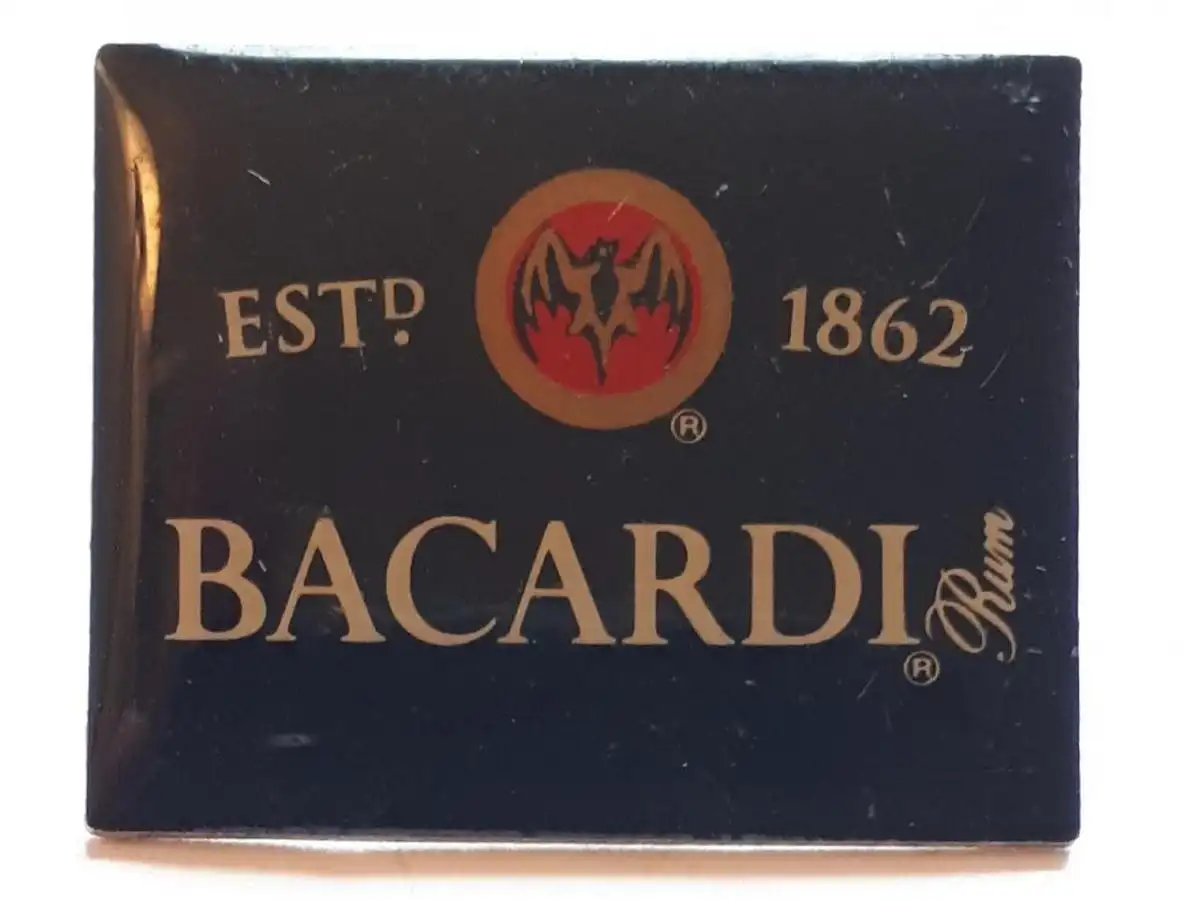 ESTD. 1862
®
BACARDI® Rum